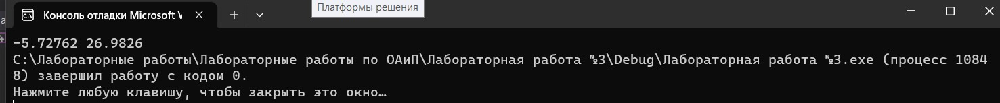 Платформы решения
Консоль отладки Microsoft V
-5.72762 26.9826
C:\Лабораторные работы\Лабораторные работы по ОАиП\Лабораторная работа №3\Debug\Лабораторная работа №3.exe (процесс 1084
8) завершил работу с кодом 0.
Нажмите любую клавишу, чтобы закрыть это окно…